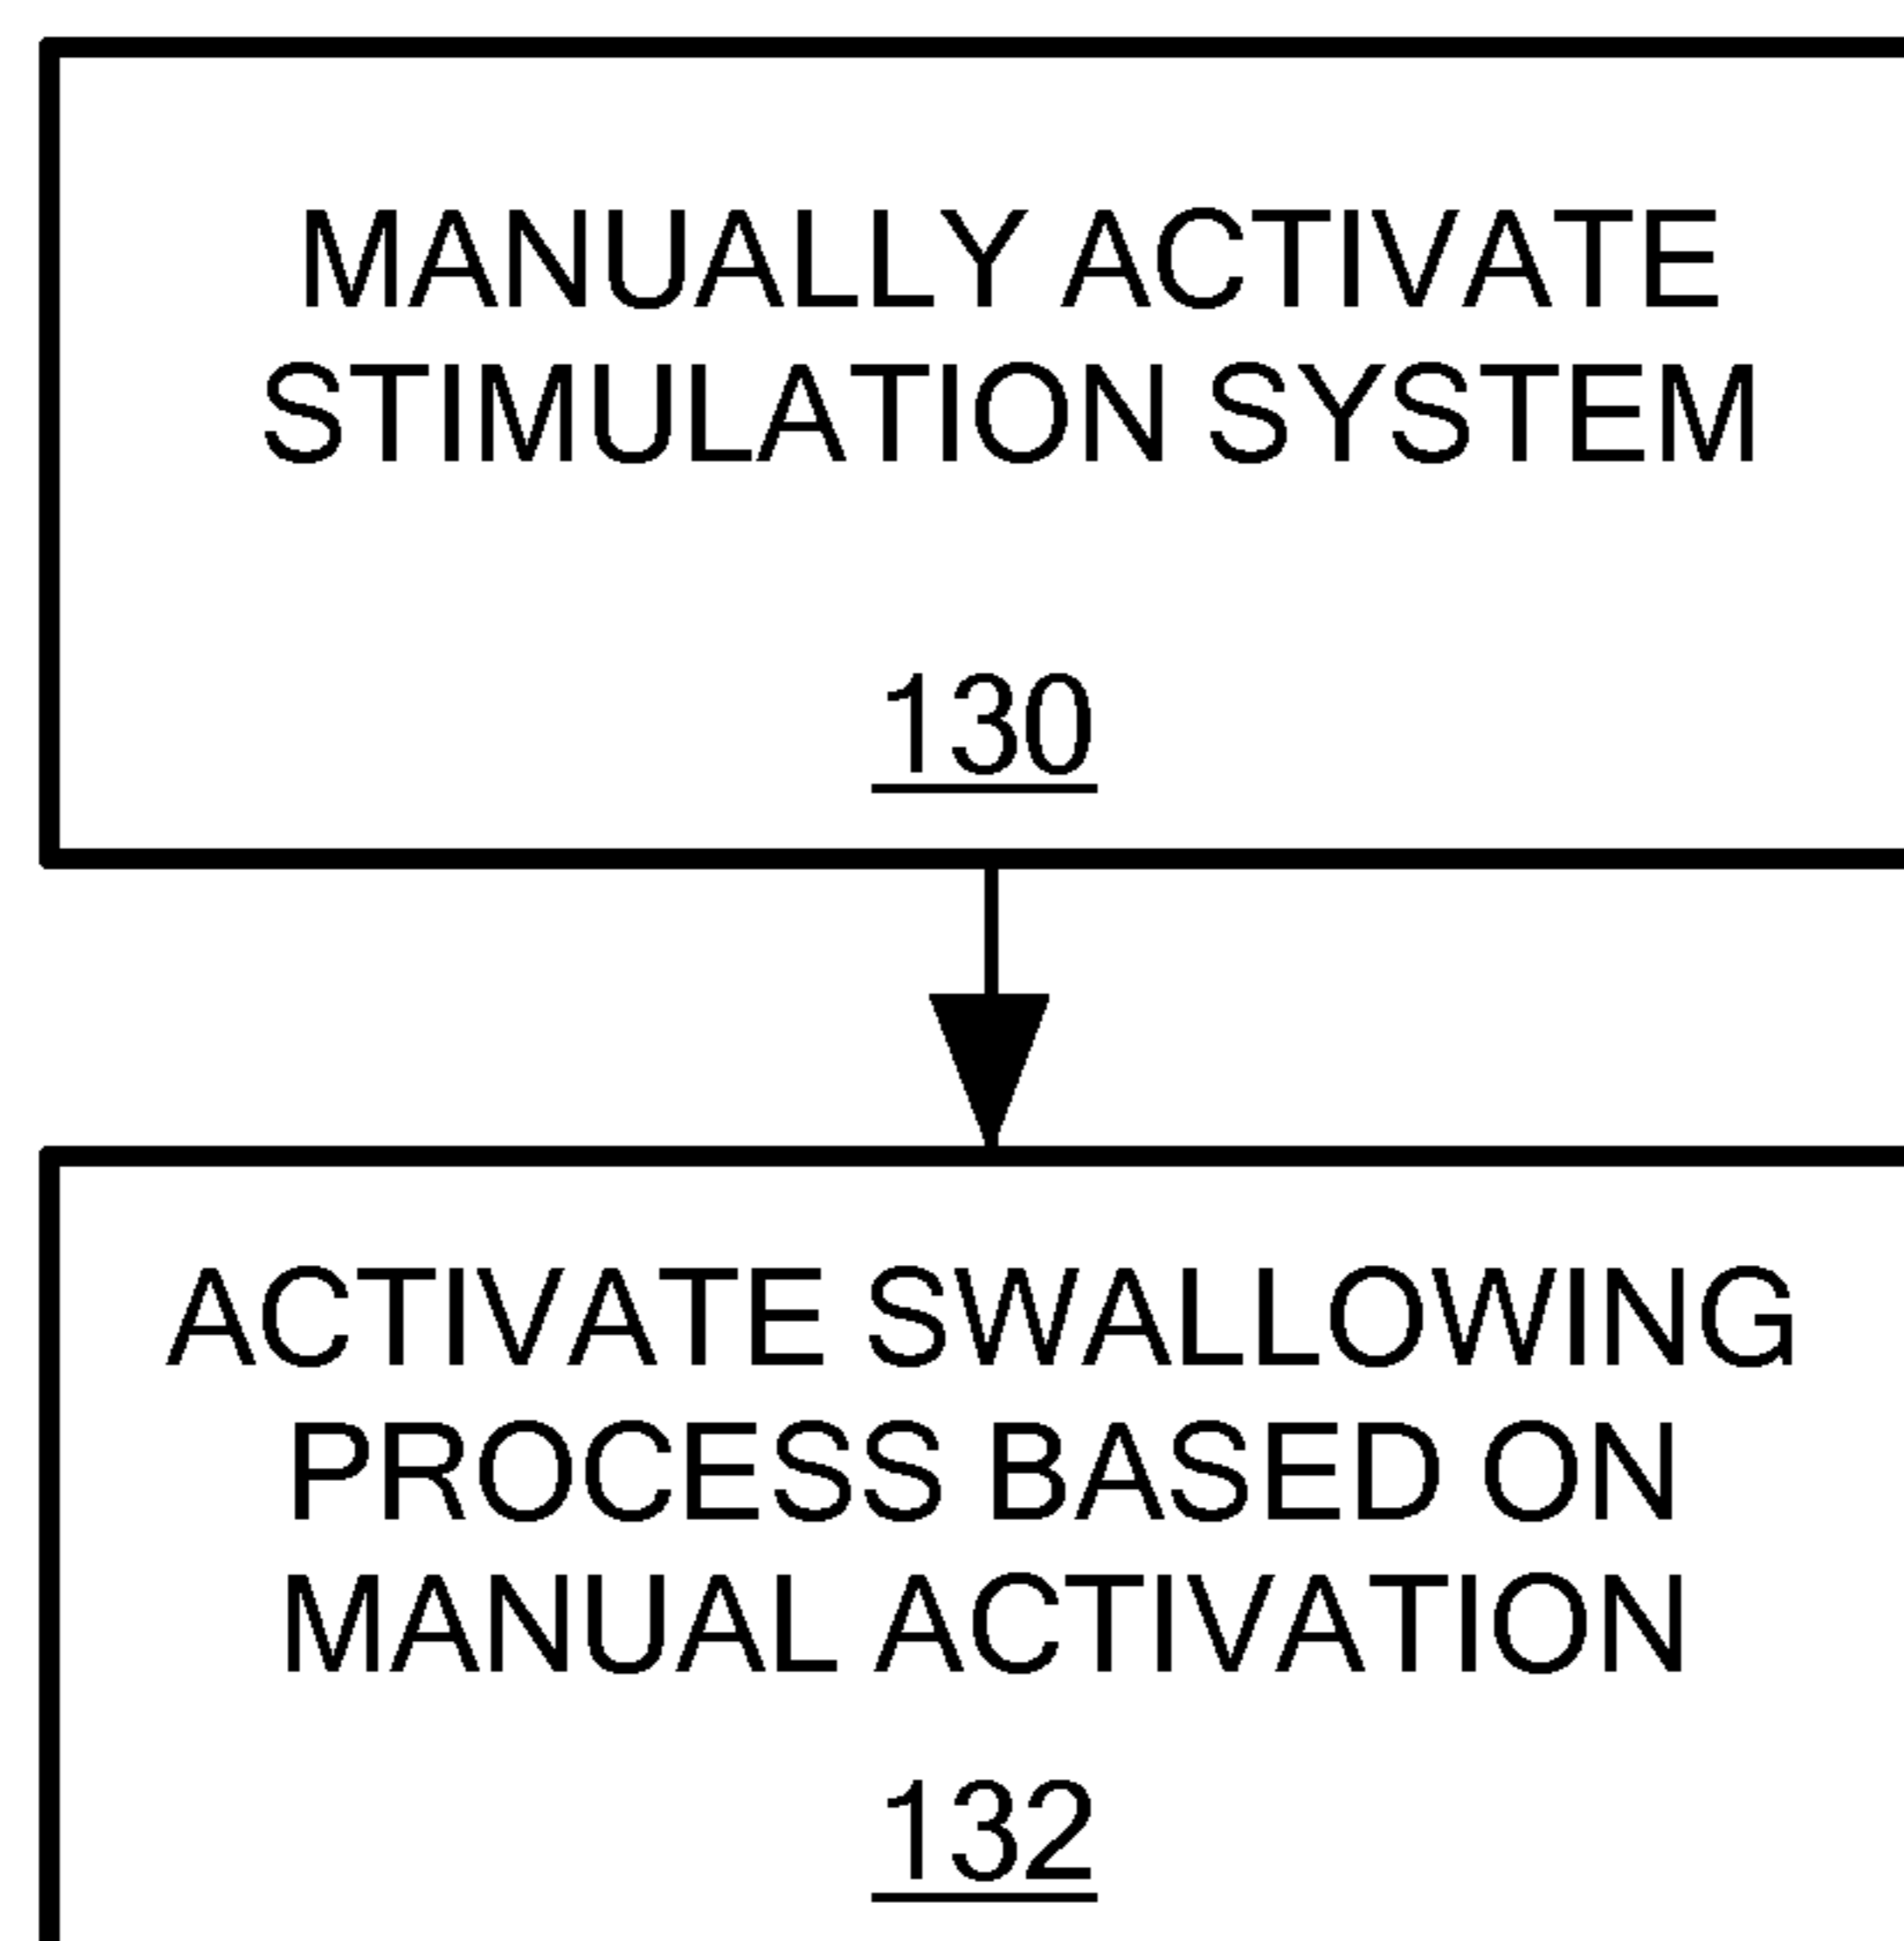 MANUALLY ACTIVATE
STIMULATION SYSTEM
130
ACTIVATE SWALLOWING
PROCESS BASED ON
MANUAL ACTIVATION
132